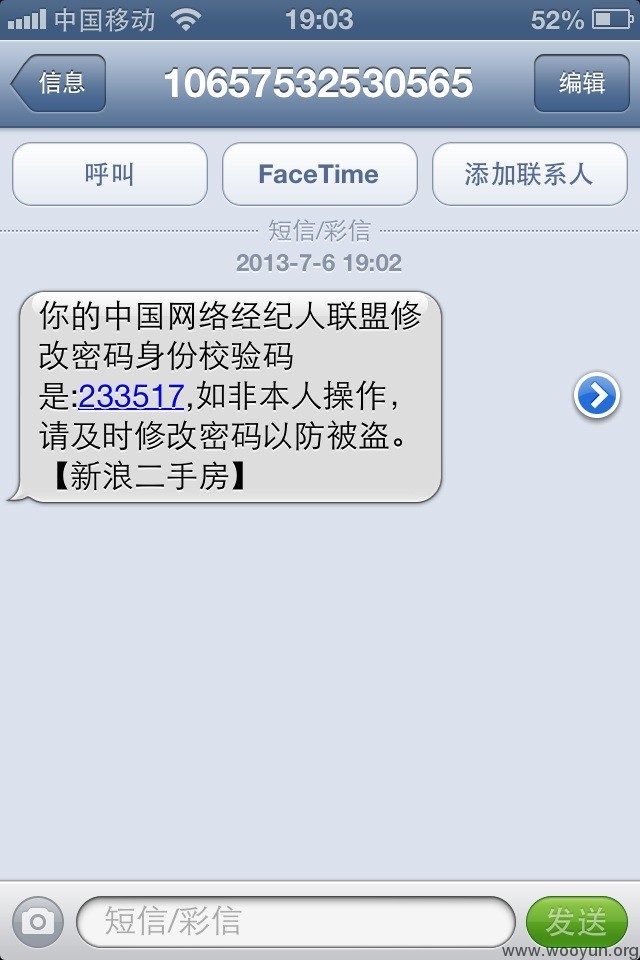 中国移动 19:03 52%
信息 10657532530565 编辑
呼叫 FaceTime 添加联系人
短信/彩信
2013-7-6 19:02
你的中国网络经纪人联盟修
改密码身份校验码
是:233517,如非本人操作，
请及时修改密码以防被盗。
【新浪二手房】
短信/彩信 发送
www.wooyun.org